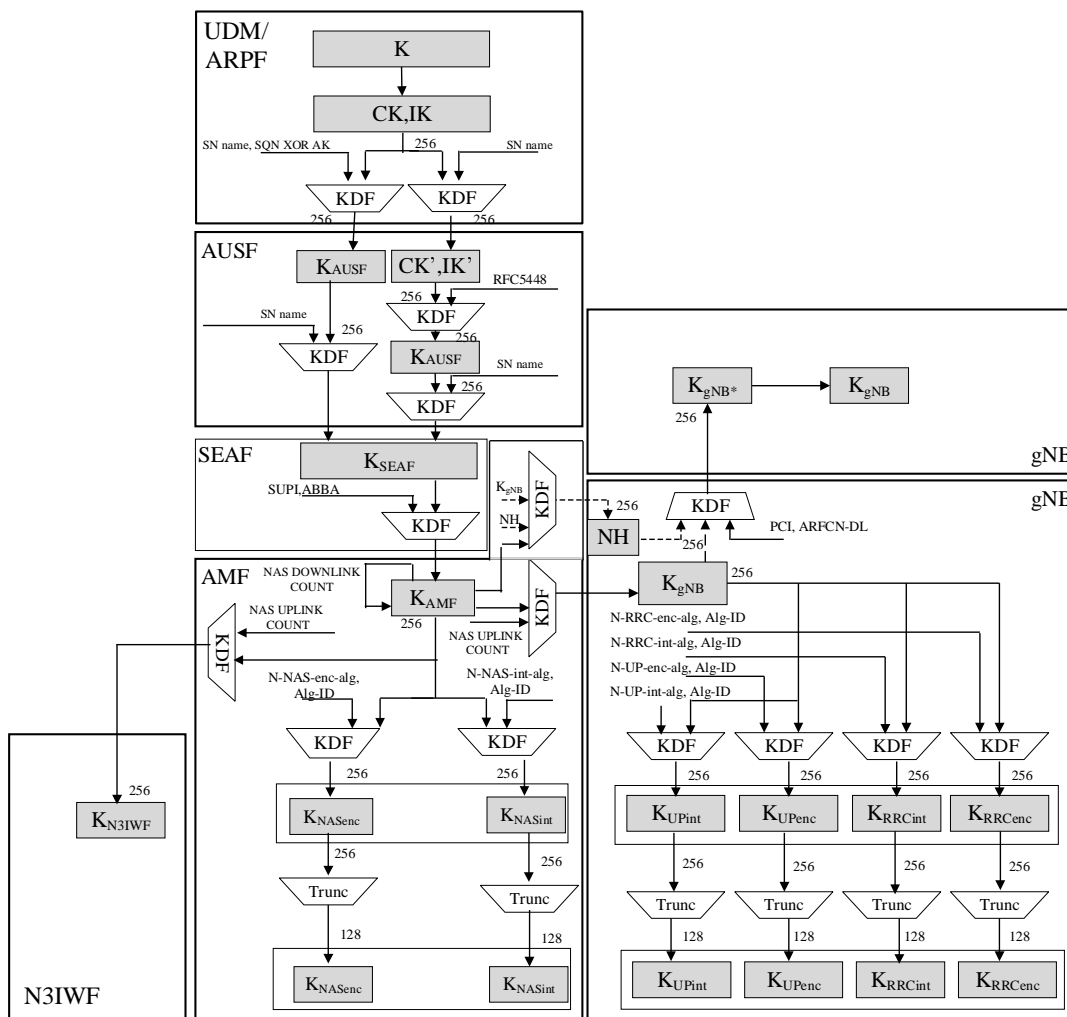 UDM/
ARPF
K
CK,IK
SN name, SQN XOR AK
256
SN name
KDF
KDF
256
256
AUSF
KAUSF
CK’,IK’
RFC5448
256
KDF
SN name
256
256
KDF
KAUSF
SN name
256
KDF
KgNB*
KgNB
256
gNB
SEAF
KSEAF
SUPI,ABBA
KDF
KgNB
NH
KDF
256
NH
KDF
gNB
PCI, ARFCN-DL
256
AMF
NAS DOWNLINK
COUNT
KAMF
256
NAS UPLINK
COUNT
KDF
KgNB
256
NAS UPLINK
COUNT
KDF
N-RRC-enc-alg, Alg-ID
N-RRC-int-alg, Alg-ID
N-UP-enc-alg, Alg-ID
N-UP-int-alg, Alg-ID
N-NAS-enc-alg,
Alg-ID
N-NAS-int-alg,
Alg-ID
KDF
KDF
KDF
KDF
KDF
KDF
256
256
256
256
256
256
256
KN3IWF
KNASenc
KNASint
KUPint
KUPenc
KRRCint
KRRCenc
256
256
256
256
256
256
Trunc
Trunc
Trunc
Trunc
Trunc
Trunc
128
128
128
128
128
128
KNASenc
KNASint
KUPint
KUPenc
KRRCint
KRRCenc
N3IWF